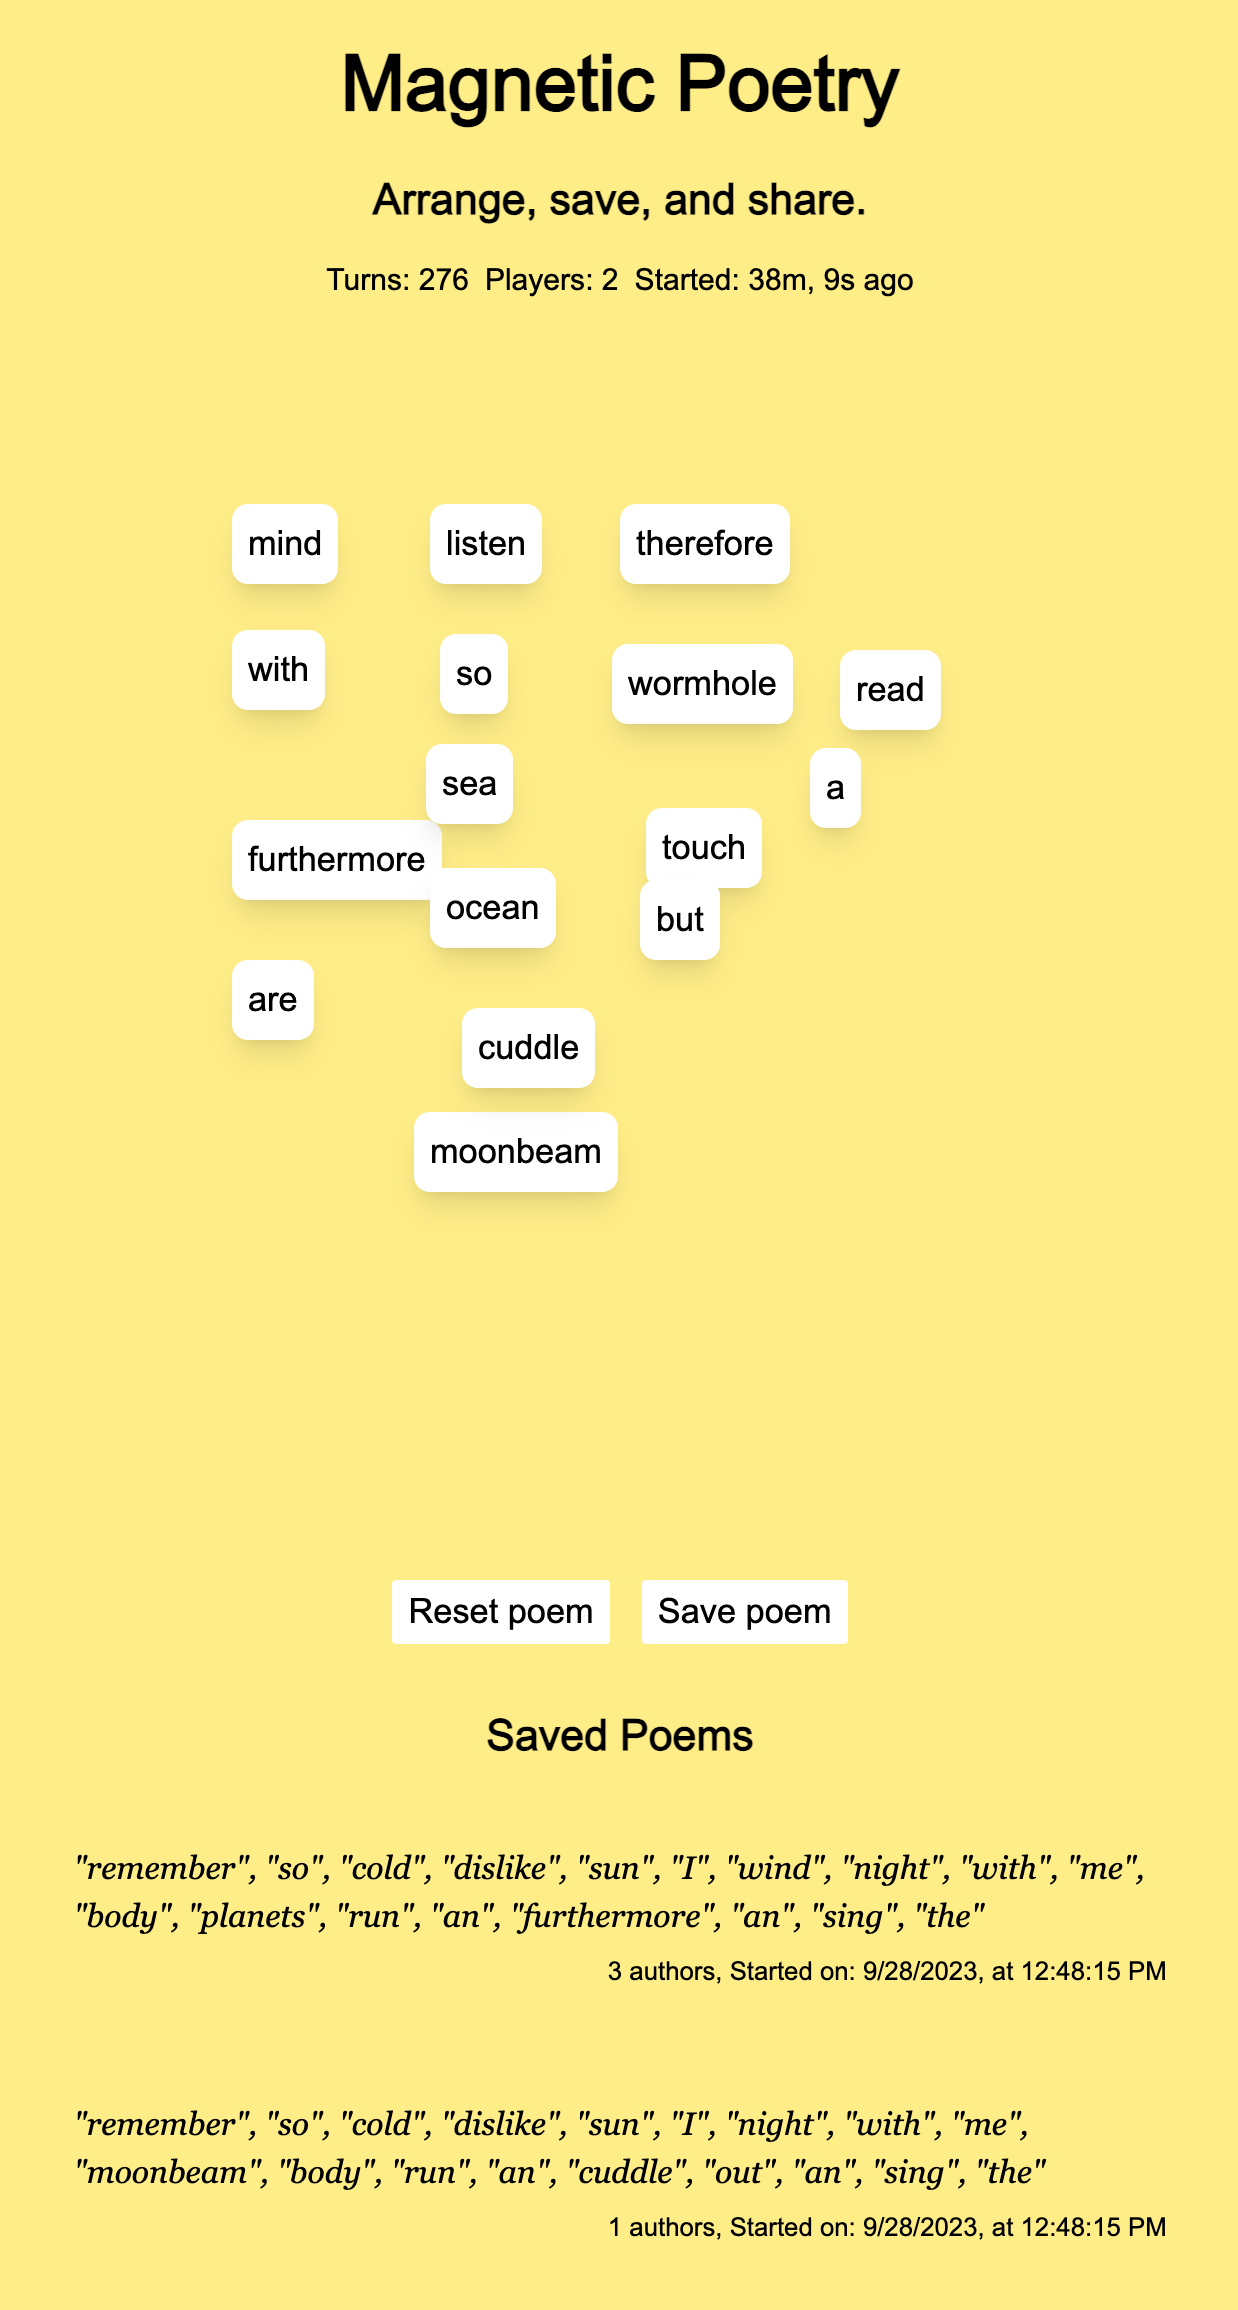 Magnetic Poetry
Arrange, save, and share.
Turns: 276 Players: 2 Started: 38m, 9s ago
mind listen therefore
with so wormhole read
sea a
furthermore touch
ocean but
are
cuddle
moonbeam
Reset poem Save poem
Saved Poems
"remember", "so", "cold", "dislike", "sun", "I", "wind", "night", "with", "me",
"body", "planets", "run", "an", "furthermore", "an", "sing", "the"
3 authors, Started on: 9/28/2023, at 12:48:15 PM
"remember", "so", "cold", "dislike", "sun", "I", "night", "with", "me",
"moonbeam", "body", "run", "an", "cuddle", "out", "an", "sing", "the"
1 authors, Started on: 9/28/2023, at 12:48:15 PM